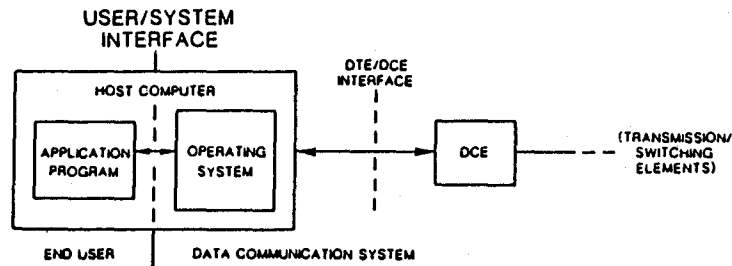 USER/SYSTEM
INTERFACE
HOST COMPUTER
DTE/DCE
INTERFACE
APPLICATION
PROGRAM
OPERATING
SYSTEM
DCE
(TRANSMISSION/
SWITCHING
ELEMENTS)
END USER
DATA COMMUNICATION SYSTEM